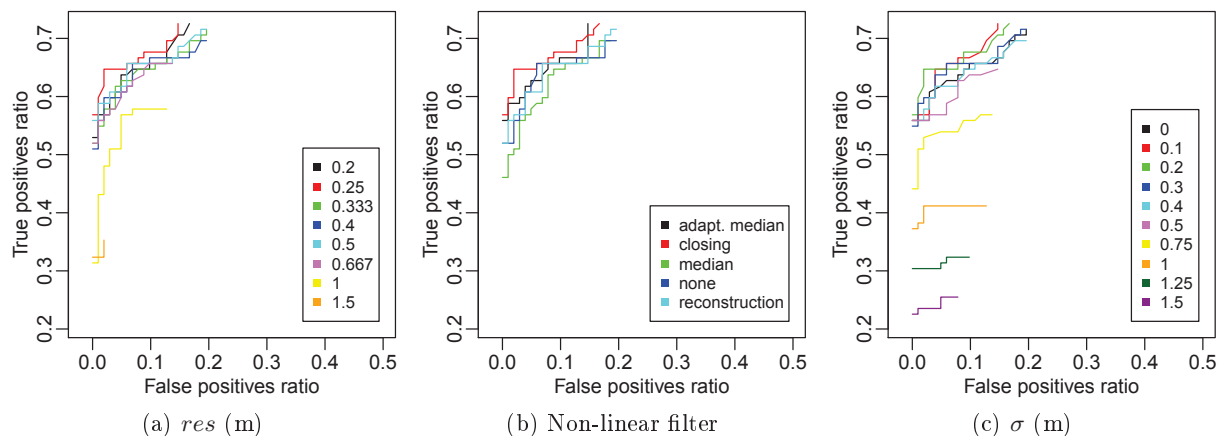 True positives ratio
0.7
0.6
0.5
0.4
0.3
0.2
0.2
0.25
0.333
0.4
0.5
0.667
1
1.5
0.0 0.1 0.2 0.3 0.4 0.5
False positives ratio
(a) res (m)
True positives ratio
0.7
0.6
0.5
0.4
0.3
0.2
adapt. median
closing
median
none
reconstruction
0.0 0.1 0.2 0.3 0.4 0.5
False positives ratio
(b) Non-linear filter
True positives ratio
0.7
0.6
0.5
0.4
0.3
0.2
0
0.1
0.2
0.3
0.4
0.5
0.75
1
1.25
1.5
0.0 0.1 0.2 0.3 0.4 0.5
False positives ratio
(c) σ (m)